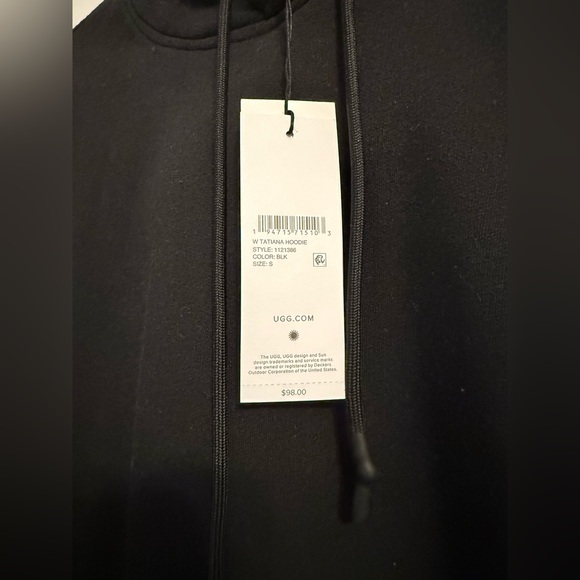 1 94715 71510 3
W TATIANA HOODIE
STYLE: 1121386
COLOR: BLK
SIZE: S
UGG.COM
The UGG, UGG design and Sun
design trademarks and service marks
are owned or registered by Deckers
Outdoor Corporation of the United States.
$98.00